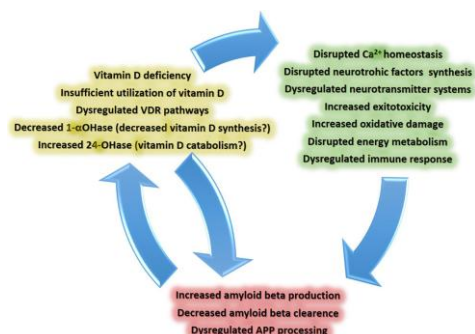 Vitamin D deficiency
Insufficient utilization of vitamin D
Dysregulated VDR pathways
Decreased 1-αOHase (decreased vitamin D synthesis?)
Increased 24-OHase (vitamin D catabolism?)
Disrupted Ca²⁺ homeostasis
Disrupted neurotrohic factors synthesis
Dysregulated neurotransmitter systems
Increased exitotoxicity
Increased oxidative damage
Disrupted energy metabolism
Dysregulated immune response
Increased amyloid beta production
Decreased amyloid beta clearence
Dysregulated APP processing